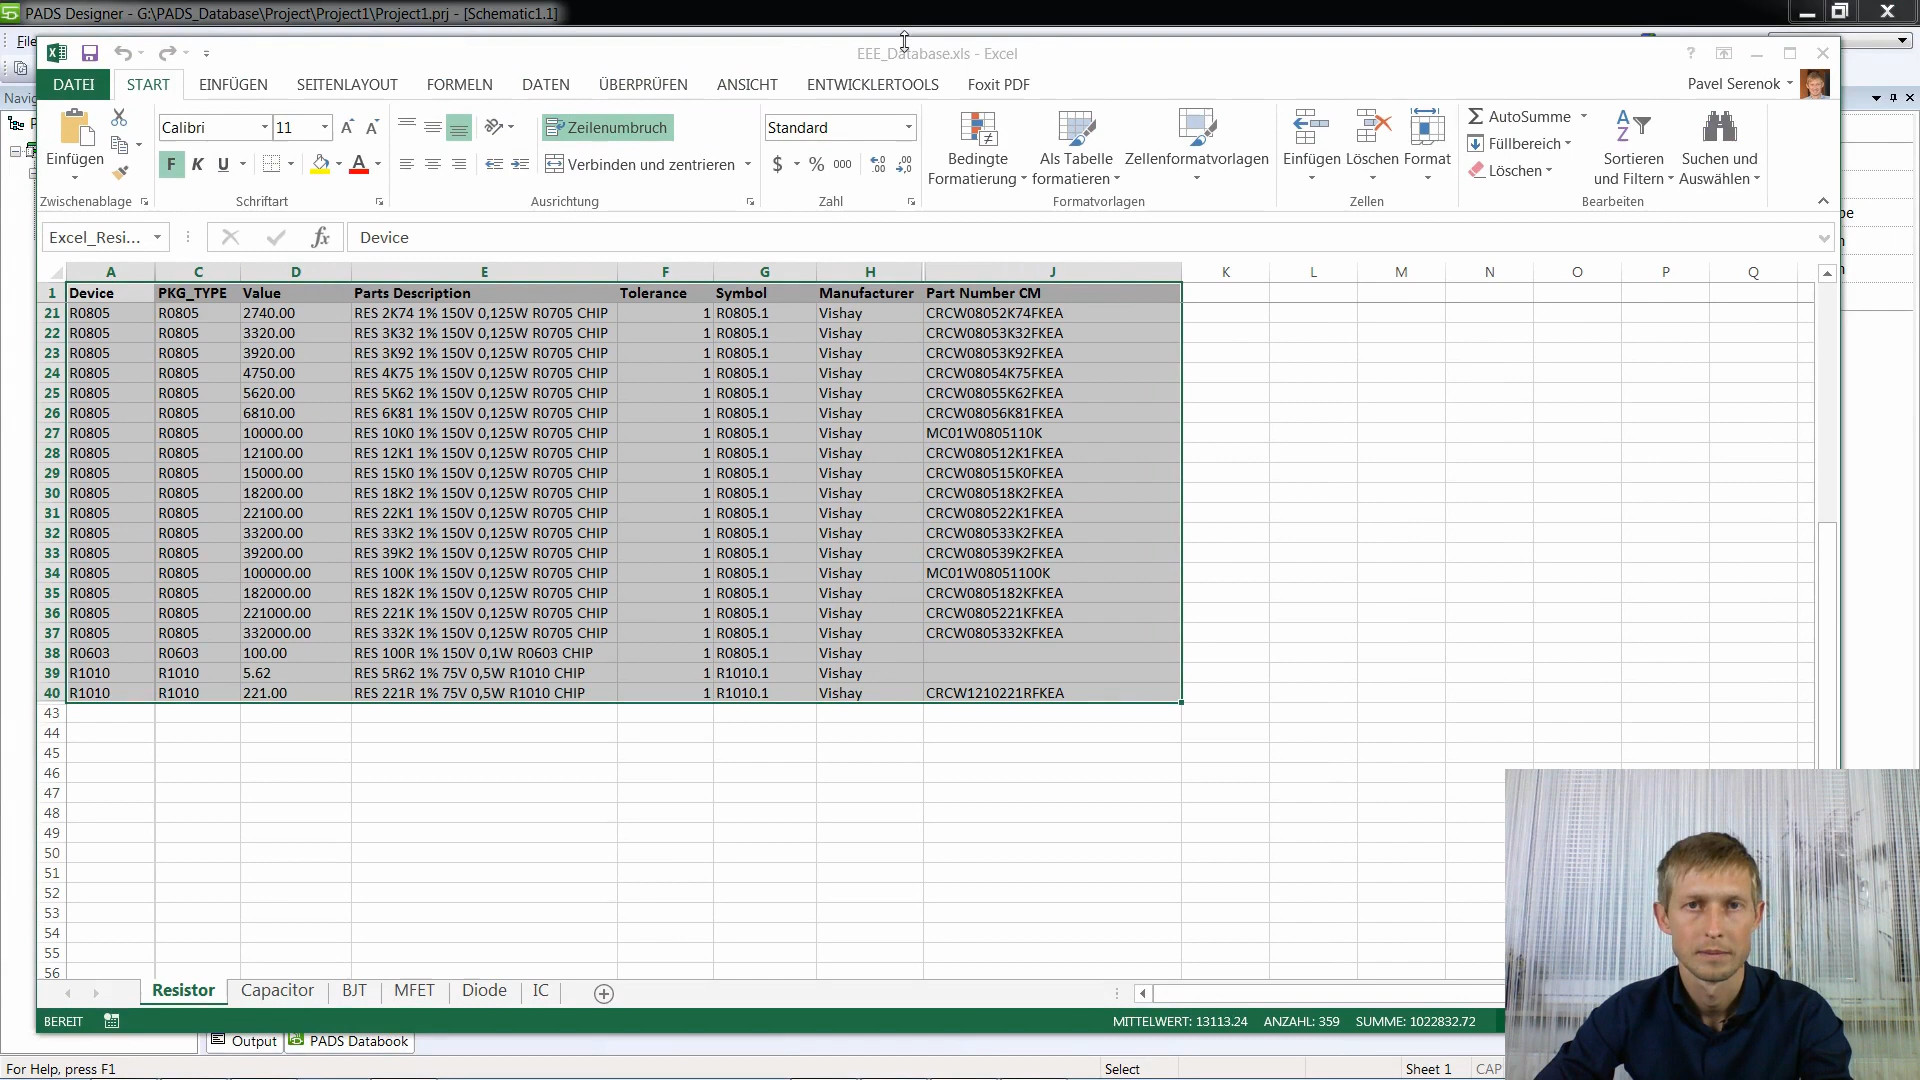 PADS Designer - G:\PADS_Database\Project\Project1\Project1.prj - [Schematic1.1]
File
EEE_Database.xls - Excel
DATEI START EINFÜGEN SEITENLAYOUT FORMELN DATEN ÜBERPRÜFEN ANSICHT ENTWICKLERTOOLS Foxit PDF Pavel Serenok
Calibri 11 Zeilenumbruch Standard AutoSumme
Einfügen F K U Verbinden und zentrieren $ % 000 Bedingte Formatierung Als Tabelle formatieren Zellenformatvorlagen Einfügen Löschen Format Füllbereich Löschen Sortieren und Filtern Suchen und Auswählen
Zwischenablage Schriftart Ausrichtung Zahl Formatvorlagen Zellen Bearbeiten
Excel_Resi... fx Device
A C D E F G H J K L M N O P Q
1 Device PKG_TYPE Value Parts Description Tolerance Symbol Manufacturer Part Number CM
21 R0805 R0805 2740.00 RES 2K74 1% 150V 0,125W R0705 CHIP 1 R0805.1 Vishay CRCW08052K74FKEA
22 R0805 R0805 3320.00 RES 3K32 1% 150V 0,125W R0705 CHIP 1 R0805.1 Vishay CRCW08053K32FKEA
23 R0805 R0805 3920.00 RES 3K92 1% 150V 0,125W R0705 CHIP 1 R0805.1 Vishay CRCW08053K92FKEA
24 R0805 R0805 4750.00 RES 4K75 1% 150V 0,125W R0705 CHIP 1 R0805.1 Vishay CRCW08054K75FKEA
25 R0805 R0805 5620.00 RES 5K62 1% 150V 0,125W R0705 CHIP 1 R0805.1 Vishay CRCW08055K62FKEA
26 R0805 R0805 6810.00 RES 6K81 1% 150V 0,125W R0705 CHIP 1 R0805.1 Vishay CRCW08056K81FKEA
27 R0805 R0805 10000.00 RES 10K0 1% 150V 0,125W R0705 CHIP 1 R0805.1 Vishay MC01W0805110K
28 R0805 R0805 12100.00 RES 12K1 1% 150V 0,125W R0705 CHIP 1 R0805.1 Vishay CRCW080512K1FKEA
29 R0805 R0805 15000.00 RES 15K0 1% 150V 0,125W R0705 CHIP 1 R0805.1 Vishay CRCW080515K0FKEA
30 R0805 R0805 18200.00 RES 18K2 1% 150V 0,125W R0705 CHIP 1 R0805.1 Vishay CRCW080518K2FKEA
31 R0805 R0805 22100.00 RES 22K1 1% 150V 0,125W R0705 CHIP 1 R0805.1 Vishay CRCW080522K1FKEA
32 R0805 R0805 33200.00 RES 33K2 1% 150V 0,125W R0705 CHIP 1 R0805.1 Vishay CRCW080533K2FKEA
33 R0805 R0805 39200.00 RES 39K2 1% 150V 0,125W R0705 CHIP 1 R0805.1 Vishay CRCW080539K2FKEA
34 R0805 R0805 100000.00 RES 100K 1% 150V 0,125W R0705 CHIP 1 R0805.1 Vishay MC01W08051100K
35 R0805 R0805 182000.00 RES 182K 1% 150V 0,125W R0705 CHIP 1 R0805.1 Vishay CRCW0805182KFKEA
36 R0805 R0805 221000.00 RES 221K 1% 150V 0,125W R0705 CHIP 1 R0805.1 Vishay CRCW0805221KFKEA
37 R0805 R0805 332000.00 RES 332K 1% 150V 0,125W R0705 CHIP 1 R0805.1 Vishay CRCW0805332KFKEA
38 R0603 R0603 100.00 RES 100R 1% 150V 0,1W R0603 CHIP 1 R0805.1 Vishay
39 R1010 R1010 5.62 RES 5R62 1% 75V 0,5W R1010 CHIP 1 R1010.1 Vishay
40 R1010 R1010 221.00 RES 221R 1% 75V 0,5W R1010 CHIP 1 R1010.1 Vishay CRCW1210221RFKEA
43
44
45
46
47
48
49
50
51
52
53
54
55
56
Resistor Capacitor BJT MFET Diode IC
BEREIT MITTELWERT: 13113.24 ANZAHL: 359 SUMME: 1022832.72
Output PADS Databook
For Help, press F1 Select Sheet 1 CAP